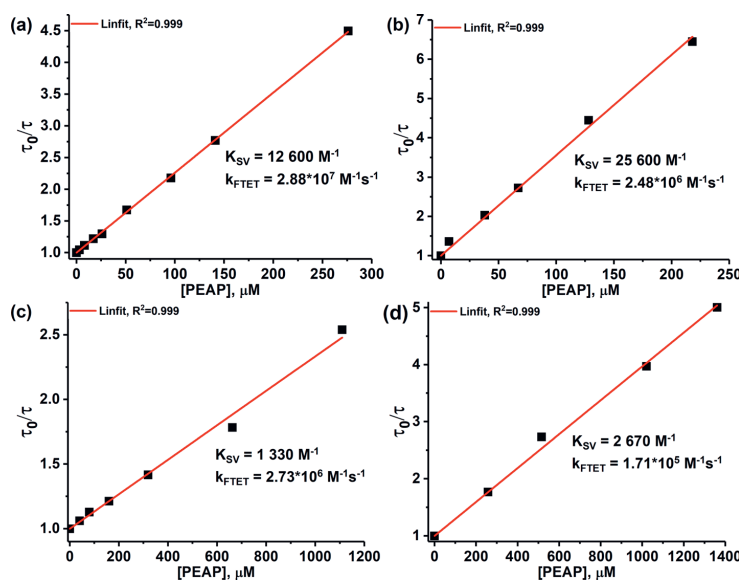 (a)
Linfit, R²=0.999
4.5
4.0
3.5
3.0
2.5
2.0
1.5
1.0
τ₀/τ
K_SV = 12 600 M⁻¹
k_FTET = 2.88*10⁷ M⁻¹s⁻¹
0 50 100 150 200 250 300
[PEAP], μM
(b)
Linfit, R²=0.999
7
6
5
4
3
2
1
τ₀/τ
K_SV = 25 600 M⁻¹
k_FTET = 2.48*10⁶ M⁻¹s⁻¹
0 50 100 150 200 250
[PEAP], μM
(c)
Linfit, R²=0.999
2.5
2.0
1.5
1.0
τ₀/τ
K_SV = 1 330 M⁻¹
k_FTET = 2.73*10⁶ M⁻¹s⁻¹
0 200 400 600 800 1000 1200
[PEAP], μM
(d)
Linfit, R²=0.999
5
4
3
2
1
τ₀/τ
K_SV = 2 670 M⁻¹
k_FTET = 1.71*10⁵ M⁻¹s⁻¹
0 200 400 600 800 1000 1200 1400
[PEAP], μM